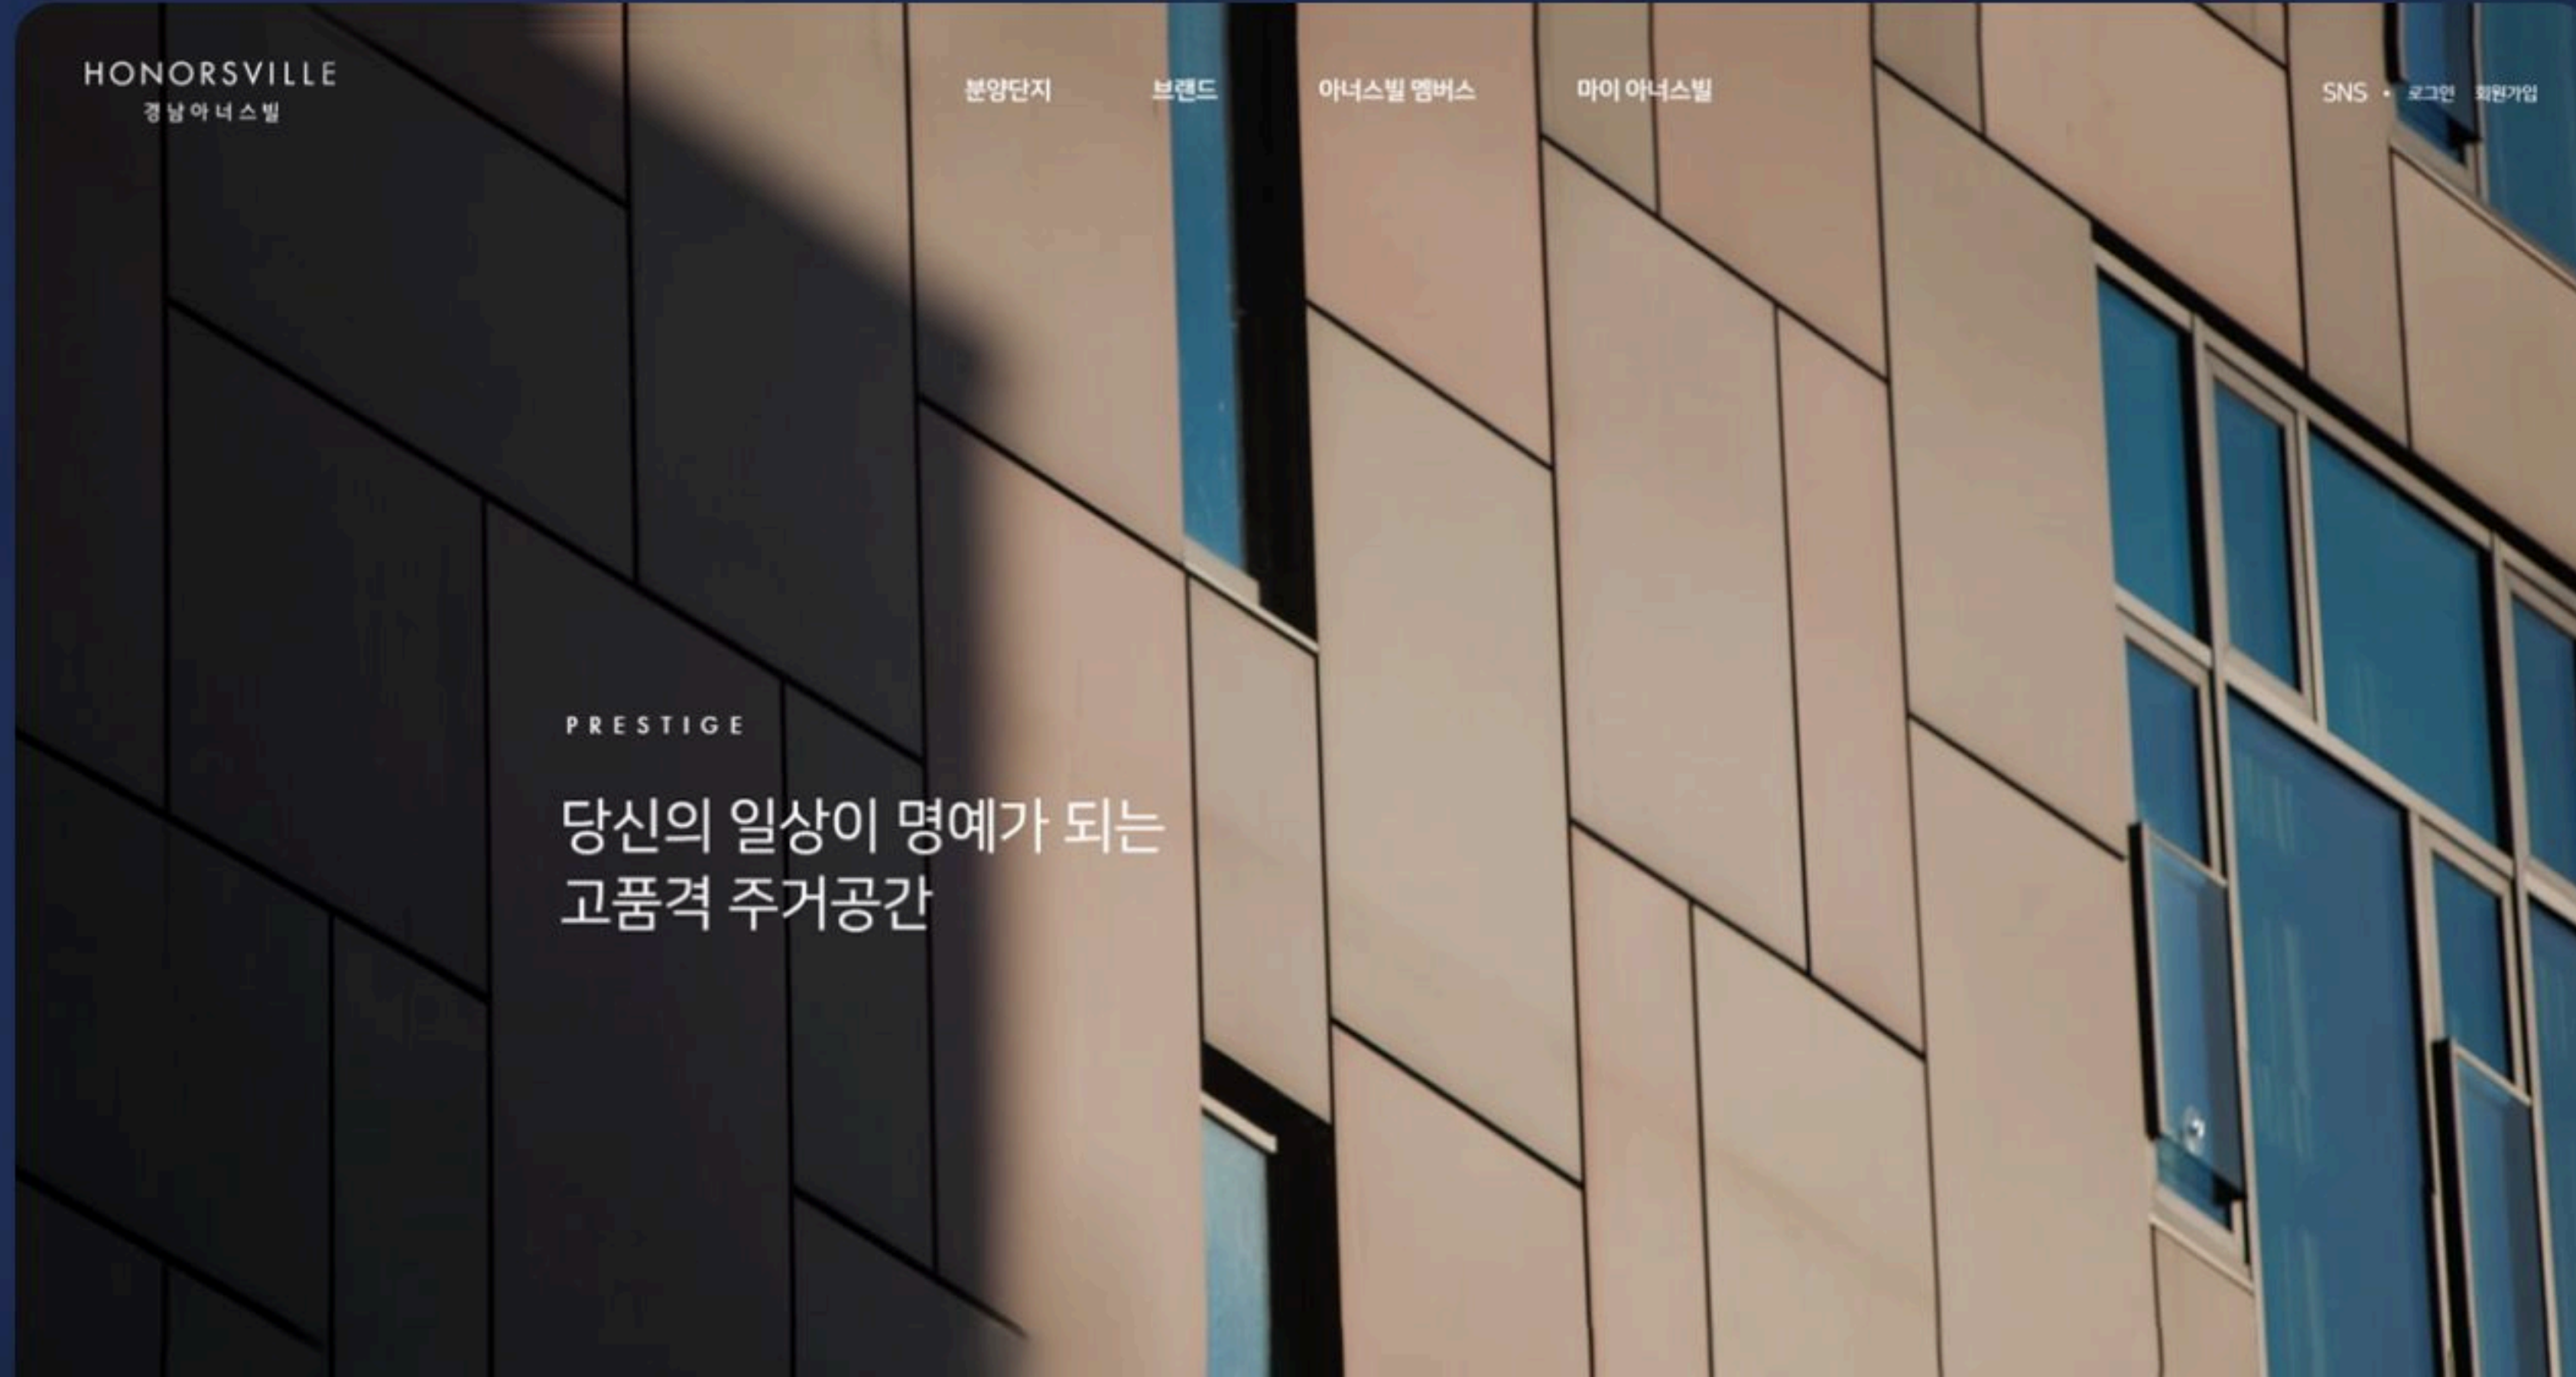 HONORSVILLE
경남아너스빌
분양단지 브랜드 아너스빌 멤버스 마이 아너스빌
SNS • 로그인 회원가입
PRESTIGE
당신의 일상이 명예가 되는
고품격 주거공간